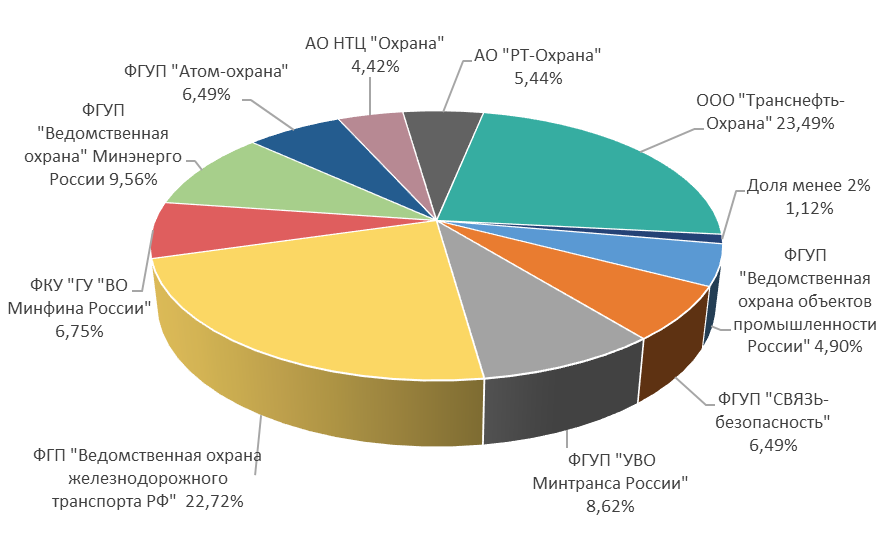 АО НТЦ "Охрана"
4,42%
АО "РТ-Охрана"
5,44%
ООО "Транснефть-
Охрана" 23,49%
Доля менее 2%
1,12%
ФГУП
"Ведомственная
охрана объектов
промышленности
России" 4,90%
ФГУП "СВЯЗЬ-
безопасность"
6,49%
ФГУП "УВО
Минтранса России"
8,62%
ФГП "Ведомственная охрана
железнодорожного
транспорта РФ" 22,72%
ФКУ "ГУ "ВО
Минфина России"
6,75%
ФГУП
"Ведомственная
охрана" Минэнерго
России 9,56%
ФГУП "Атом-охрана"
6,49%